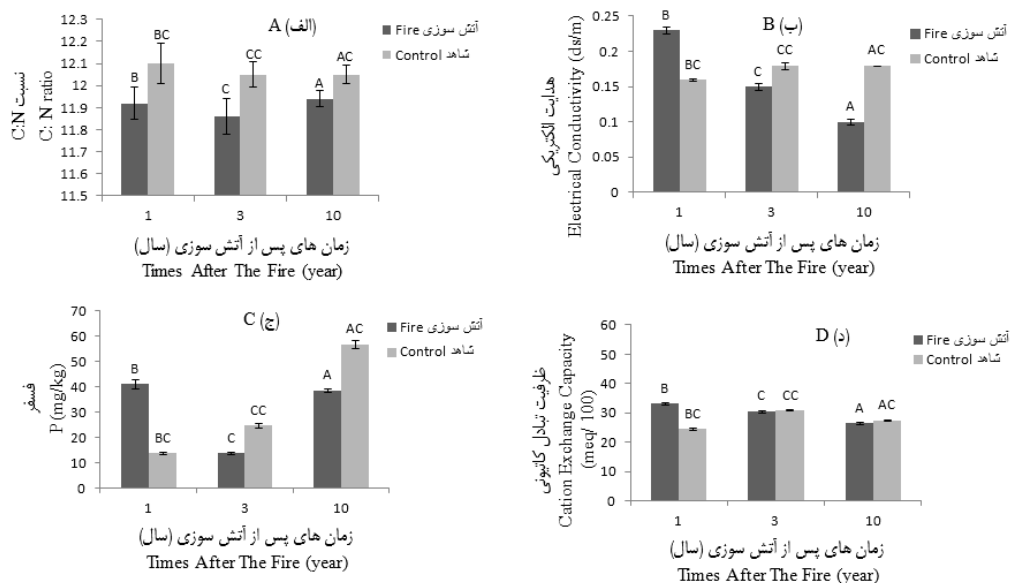 A (الف)
آتش سوزی Fire
شاهد Control
نسبت C:N
C: N ratio
12.3
12.2
12.1
12
11.9
11.8
11.7
11.6
11.5
B
BC
C
CC
A
AC
1
3
10
زمان های پس از آتش سوزی (سال)
Times After The Fire (year)
B (ب)
آتش سوزی Fire
شاهد Control
هدایت الکتریکی
Electrical Conductivity (ds/m)
0.25
0.2
0.15
0.1
0.05
0
B
BC
C
CC
A
AC
1
3
10
زمان های پس از آتش سوزی (سال)
Times After The Fire (year)
C (ج)
آتش سوزی Fire
شاهد Control
فسفر
P (mg/kg)
70
60
50
40
30
20
10
0
B
BC
C
CC
A
AC
1
3
10
زمان های پس از آتش سوزی (سال)
Times After The Fire (year)
D (د)
آتش سوزی Fire
شاهد Control
ظرفیت تبادل کاتیونی
Cation Exchange Capacity
(meq/ 100)
60
50
40
30
20
10
0
B
BC
C
CC
A
AC
1
3
10
زمان های پس از آتش سوزی (سال)
Times After The Fire (year)